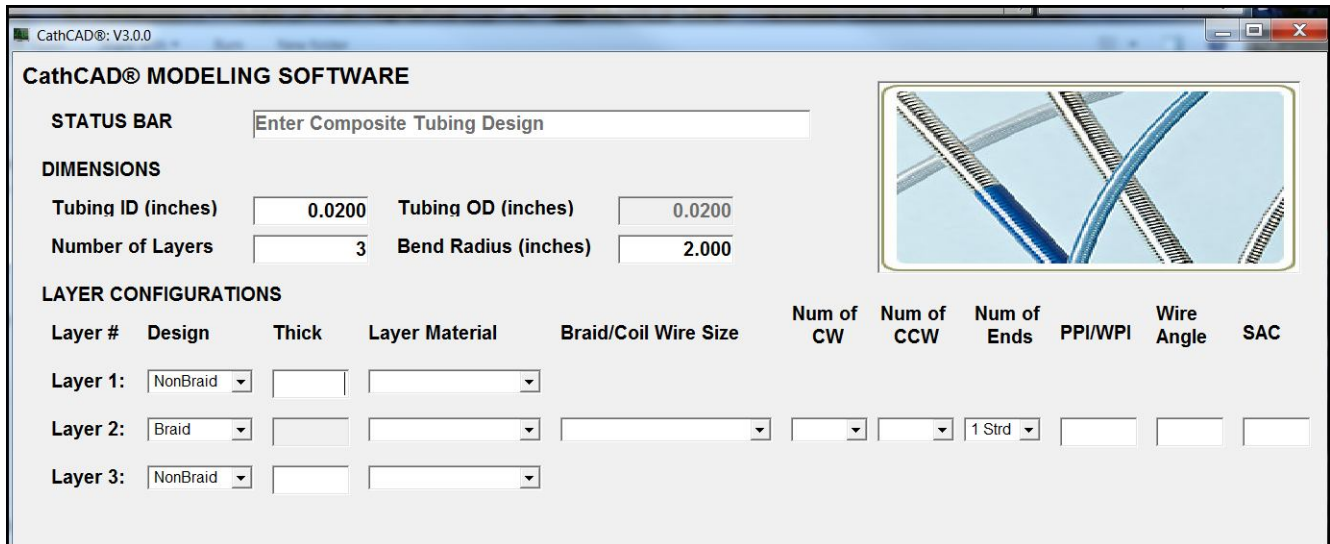 CathCAD®: V3.0.0
CathCAD® MODELING SOFTWARE
STATUS BAR Enter Composite Tubing Design
DIMENSIONS
Tubing ID (inches) 0.0200 Tubing OD (inches) 0.0200
Number of Layers 3 Bend Radius (inches) 2.000
LAYER CONFIGURATIONS
Layer # Design Thick Layer Material Braid/Coil Wire Size Num of CW Num of CCW Num of Ends PPI/WPI Wire Angle SAC
Layer 1: NonBraid
Layer 2: Braid 1 Strd
Layer 3: NonBraid